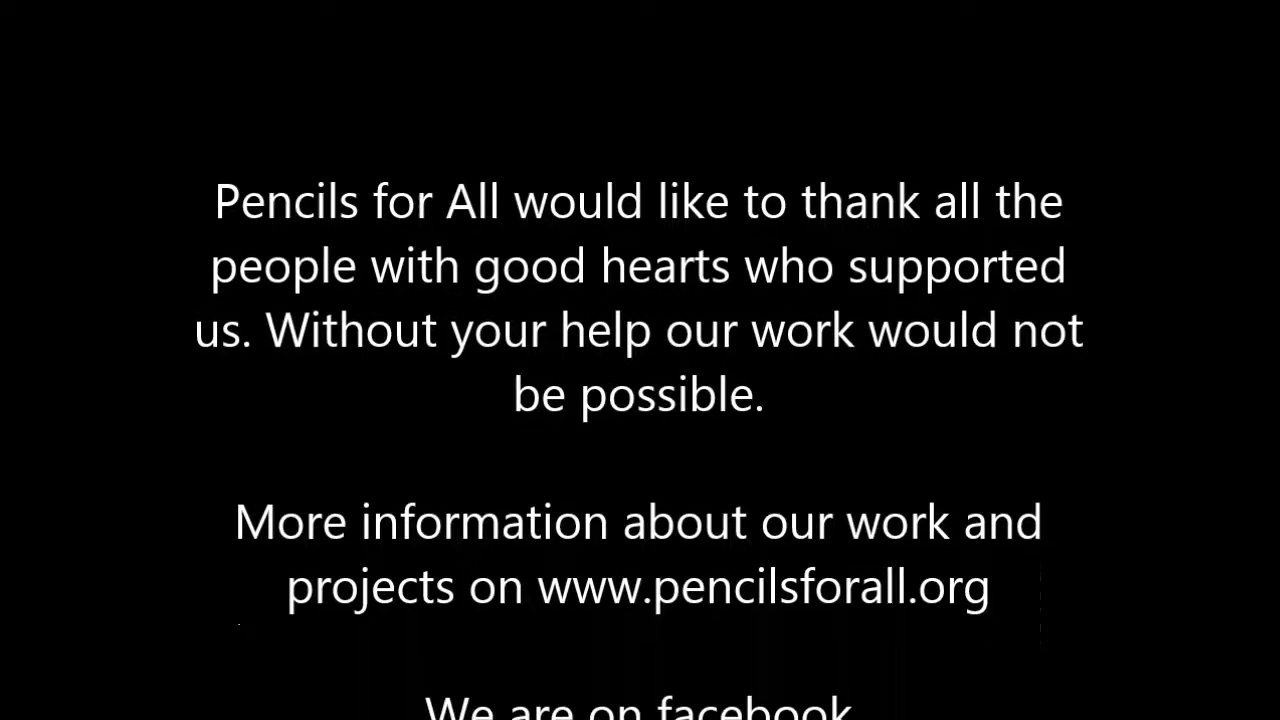 Pencils for All would like to thank all the
people with good hearts who supported
us. Without your help our work would not
be possible.
More information about our work and
projects on www.pencilsforall.org
We are on facebook